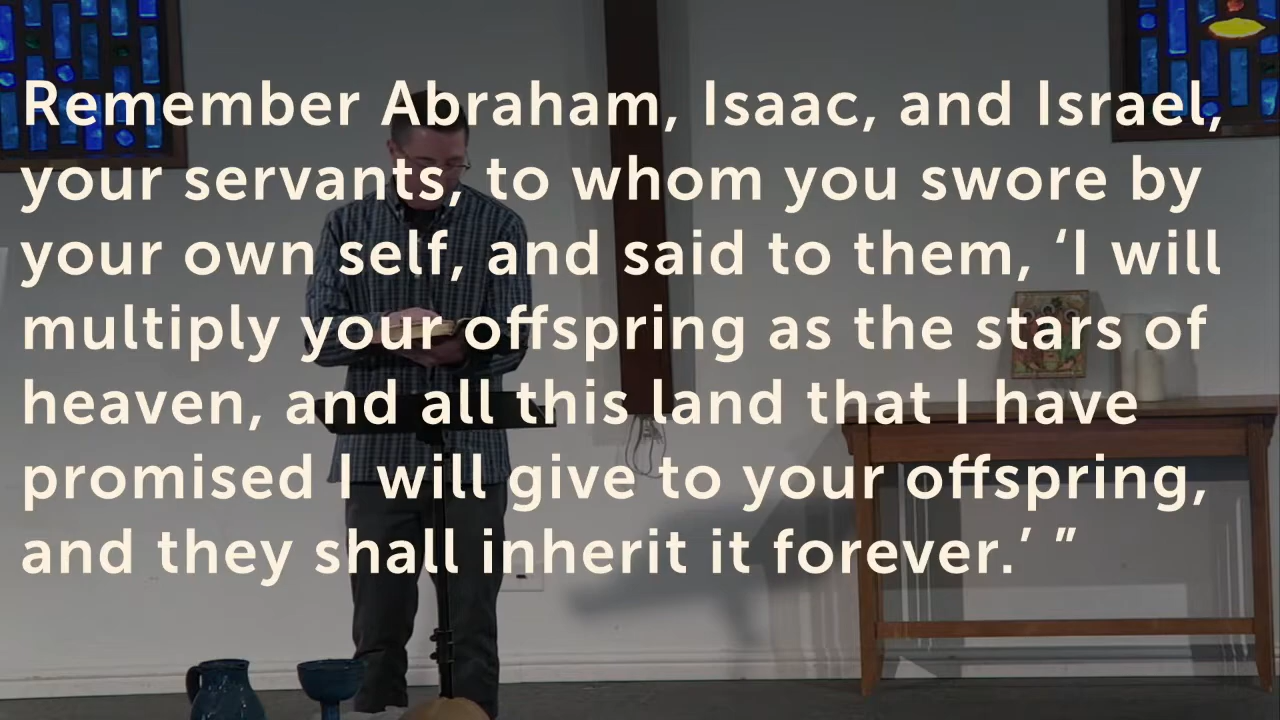 Remember Abraham, Isaac, and Israel,
your servants, to whom you swore by
your own self, and said to them, ‘I will
multiply your offspring as the stars of
heaven, and all this land that I have
promised I will give to your offspring,
and they shall inherit it forever.’ ”